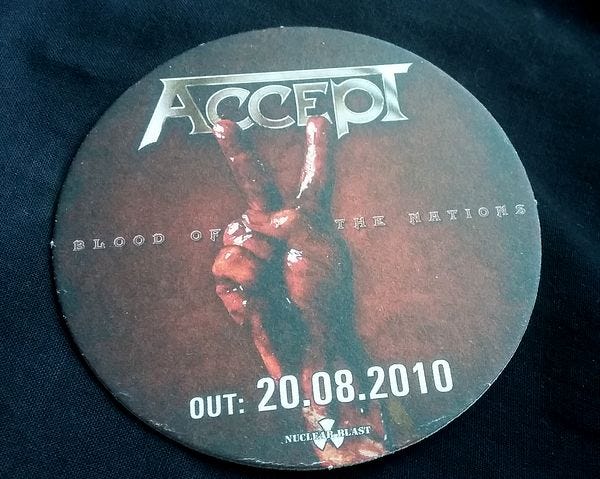 ACCEPT
BLOOD OF THE NATIONS
OUT: 20.08.2010
NUCLEAR BLAST